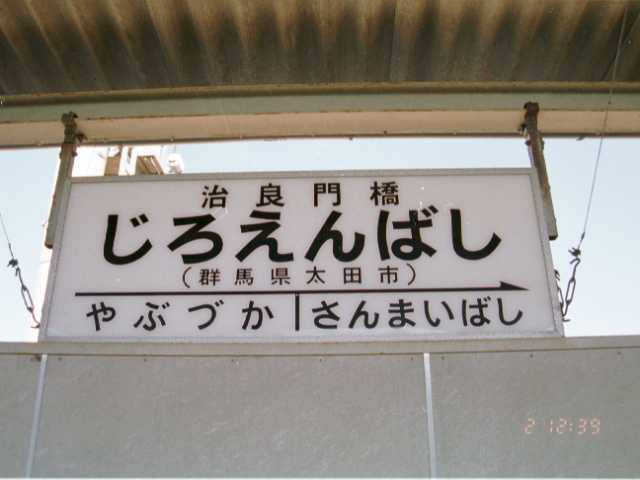 治良門橋
じろえんばし
(群馬県太田市)
やぶづか さんまいばし
2 12:39